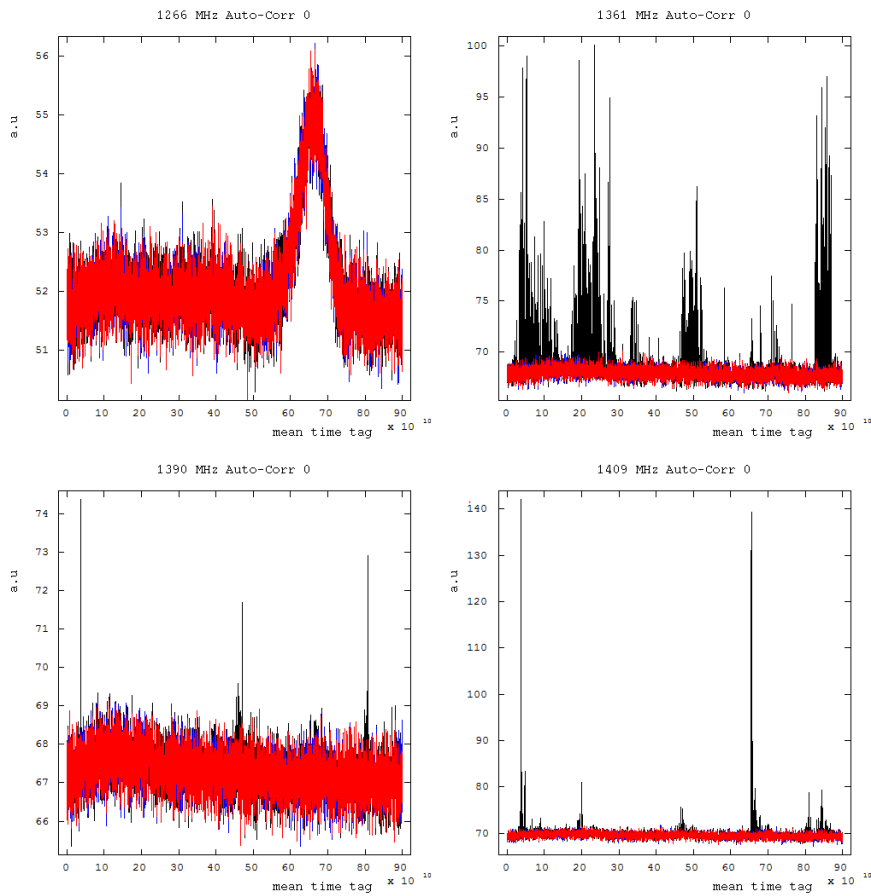 1266 MHz Auto-Corr 0
56
55
54
53
52
51
a.u
0 10 20 30 40 50 60 70 80 90
mean time tag x 10 10
1361 MHz Auto-Corr 0
100
95
90
85
80
75
70
a.u
0 10 20 30 40 50 60 70 80 90
mean time tag x 10 10
1390 MHz Auto-Corr 0
74
73
72
71
70
69
68
67
66
a.u
0 10 20 30 40 50 60 70 80 90
mean time tag x 10 10
1409 MHz Auto-Corr 0
140
130
120
110
100
90
80
70
a.u
0 10 20 30 40 50 60 70 80 90
mean time tag x 10 10